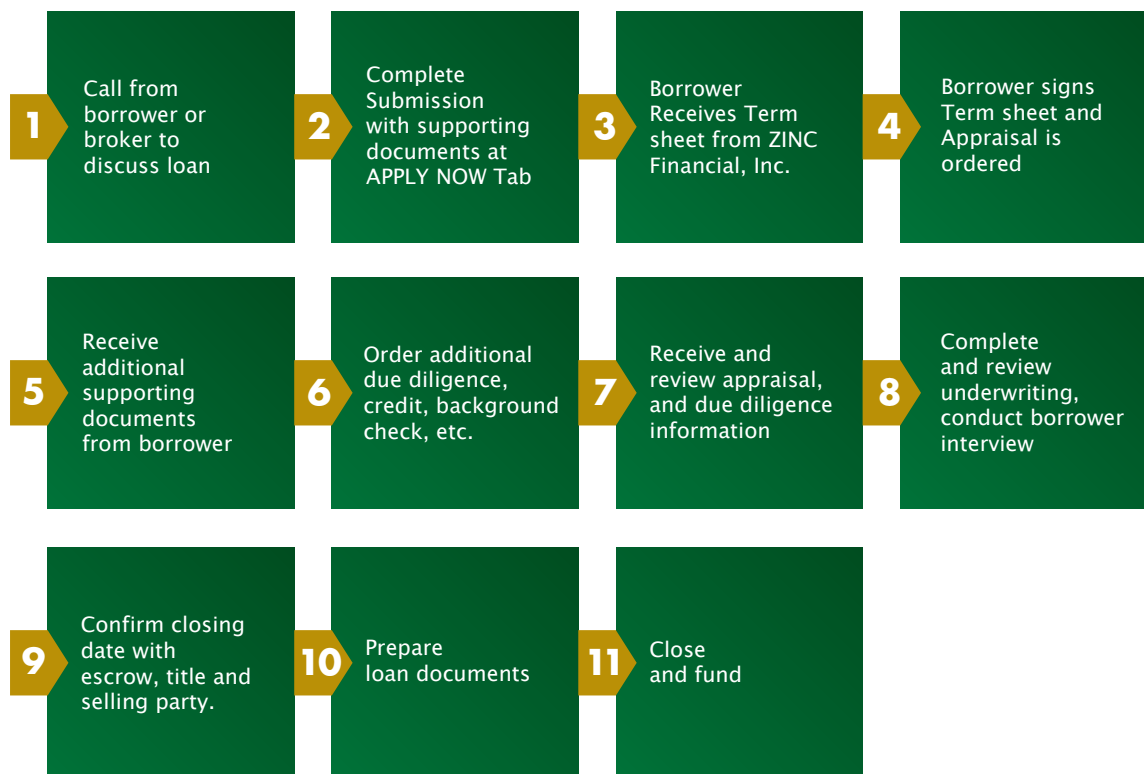 1
Call from
borrower or
broker to
discuss loan
2
Complete
Submission
with supporting
documents at
APPLY NOW Tab
3
Borrower
Receives Term
sheet from ZINC
Financial, Inc.
4
Borrower signs
Term sheet and
Appraisal is
ordered
5
Receive
additional
supporting
documents
from borrower
6
Order additional
due diligence,
credit, background
check, etc.
7
Receive and
review appraisal,
and due diligence
information
8
Complete
and review
underwriting,
conduct borrower
interview
9
Confirm closing
date with
escrow, title and
selling party.
10
Prepare
loan documents
11
Close
and fund